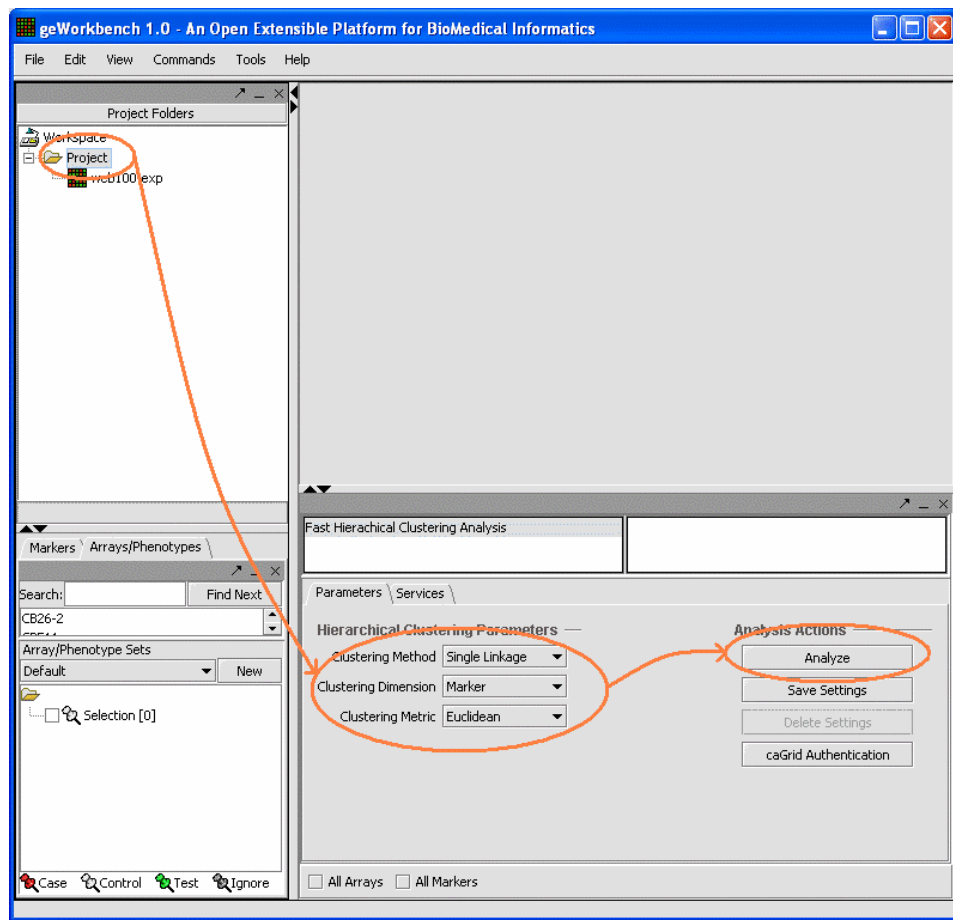 geWorkbench 1.0 - An Open Extensible Platform for BioMedical Informatics
File Edit View Commands Tools Help
Project Folders
Workspace
Project
web100.exp
Markers Arrays/Phenotypes
Search: Find Next
CB26-2
Array/Phenotype Sets
Default New
Selection [0]
Case Control Test Ignore
Fast Hierachical Clustering Analysis
Parameters Services
Hierarchical Clustering Parameters
Clustering Method Single Linkage
Clustering Dimension Marker
Clustering Metric Euclidean
Analysis Actions
Analyze
Save Settings
Delete Settings
caGrid Authentication
All Arrays All Markers